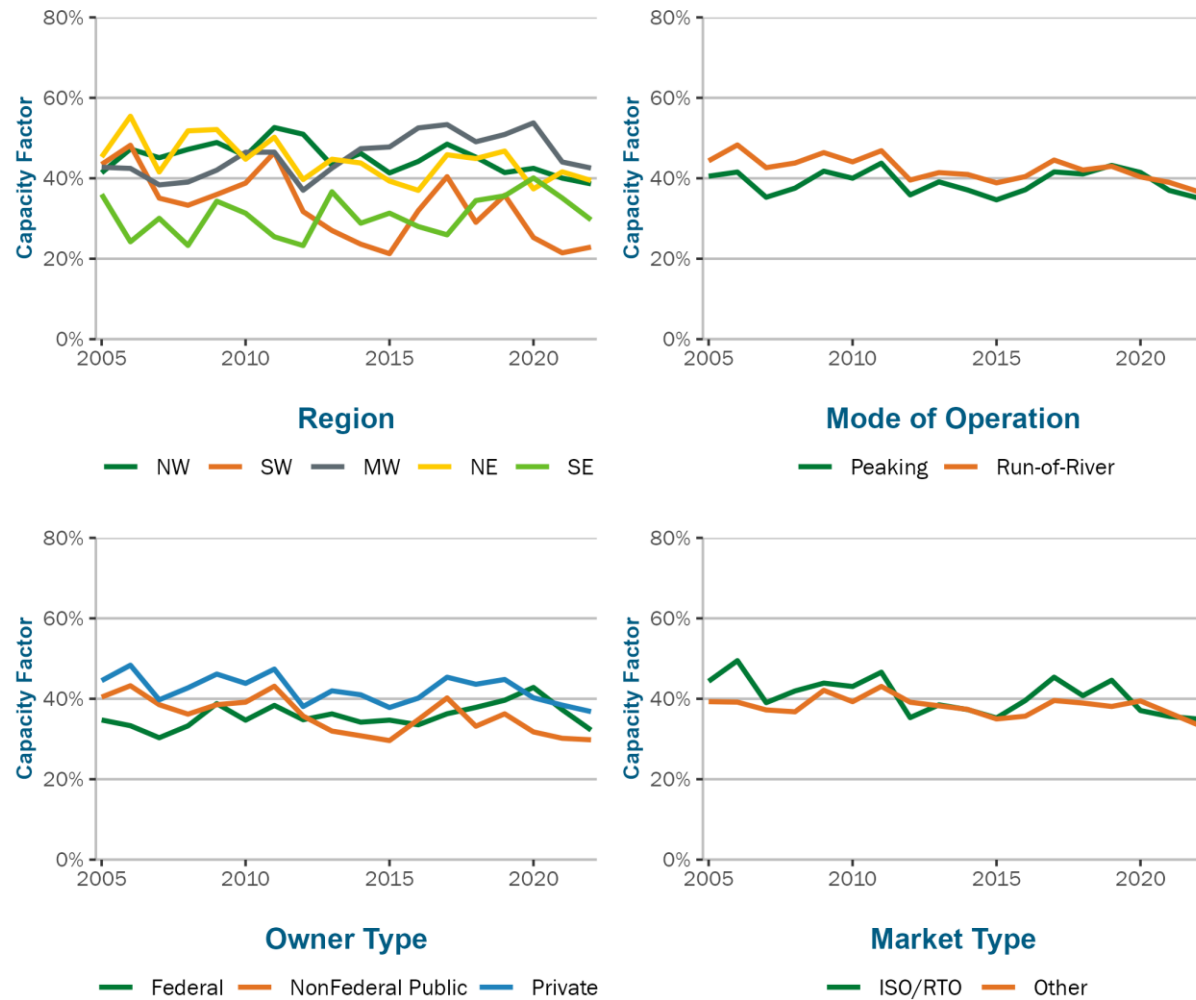 80%
60%
40%
20%
0%
Capacity Factor
2005 2010 2015 2020
Region
NW SW MW NE SE
80%
60%
40%
20%
0%
Capacity Factor
2005 2010 2015 2020
Mode of Operation
Peaking Run-of-River
80%
60%
40%
20%
0%
Capacity Factor
2005 2010 2015 2020
Owner Type
Federal NonFederal Public Private
80%
60%
40%
20%
0%
Capacity Factor
2005 2010 2015 2020
Market Type
ISO/RTO Other